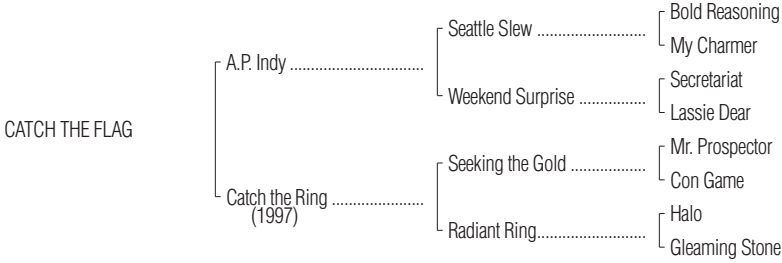 Bold Reasoning
Seattle Slew ..........................
My Charmer
A.P. Indy ................................
Secretariat
Weekend Surprise ................
Lassie Dear
CATCH THE FLAG
Mr. Prospector
Seeking the Gold ..................
Con Game
Catch the Ring ......................
(1997)
Halo
Radiant Ring..........................
Gleaming Stone